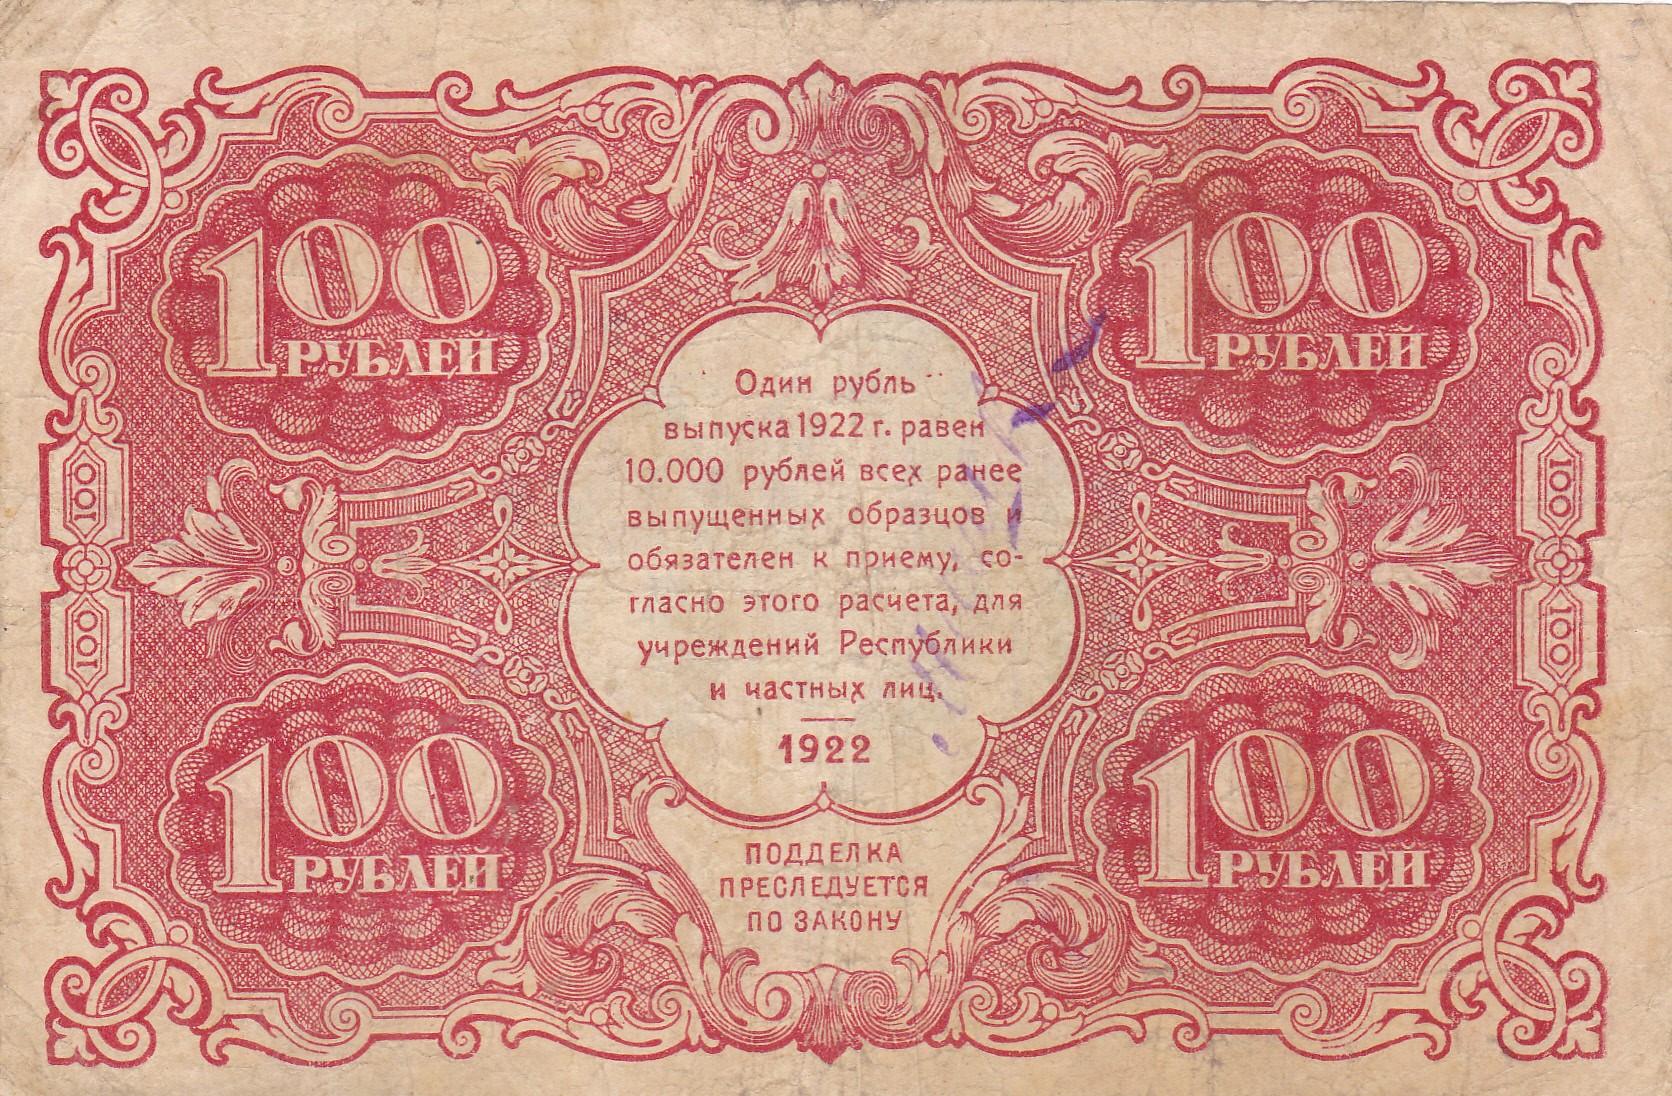 100 100
РУБЛЕЙ РУБЛЕЙ
Один рубль
выпуска 1922 г. равен
10.000 рублей всех ранее
выпущенных образцов и
обязателен к приему, со-
гласно этого расчета, для
учреждений Республики
и частных лиц.
1922
100 100
100 100
100 100
РУБЛЕЙ РУБЛЕЙ
ПОДДЕЛКА
ПРЕСЛЕДУЕТСЯ
ПО ЗАКОНУ